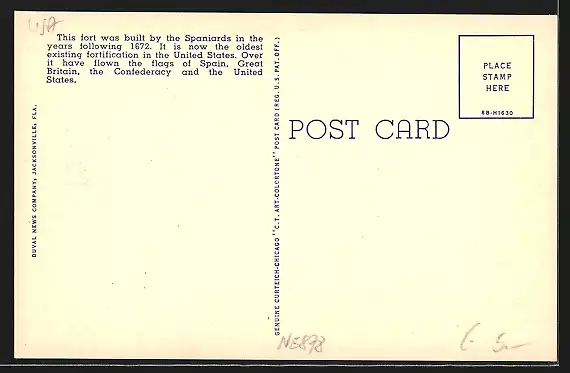 USA
This fort was built by the Spaniards in the
years following 1672. It is now the oldest
existing fortification in the United States. Over
it have flown the flags of Spain, Great
Britain, the Confederacy and the United
States.
DUVAL NEWS COMPANY, JACKSONVILLE, FLA.
GENUINE CURTEICH-CHICAGO "C.T. ART-COLORTONE" POST CARD (REG. U.S. PAT. OFF.)
POST CARD
PLACE
STAMP
HERE
8B-H1630
NE898